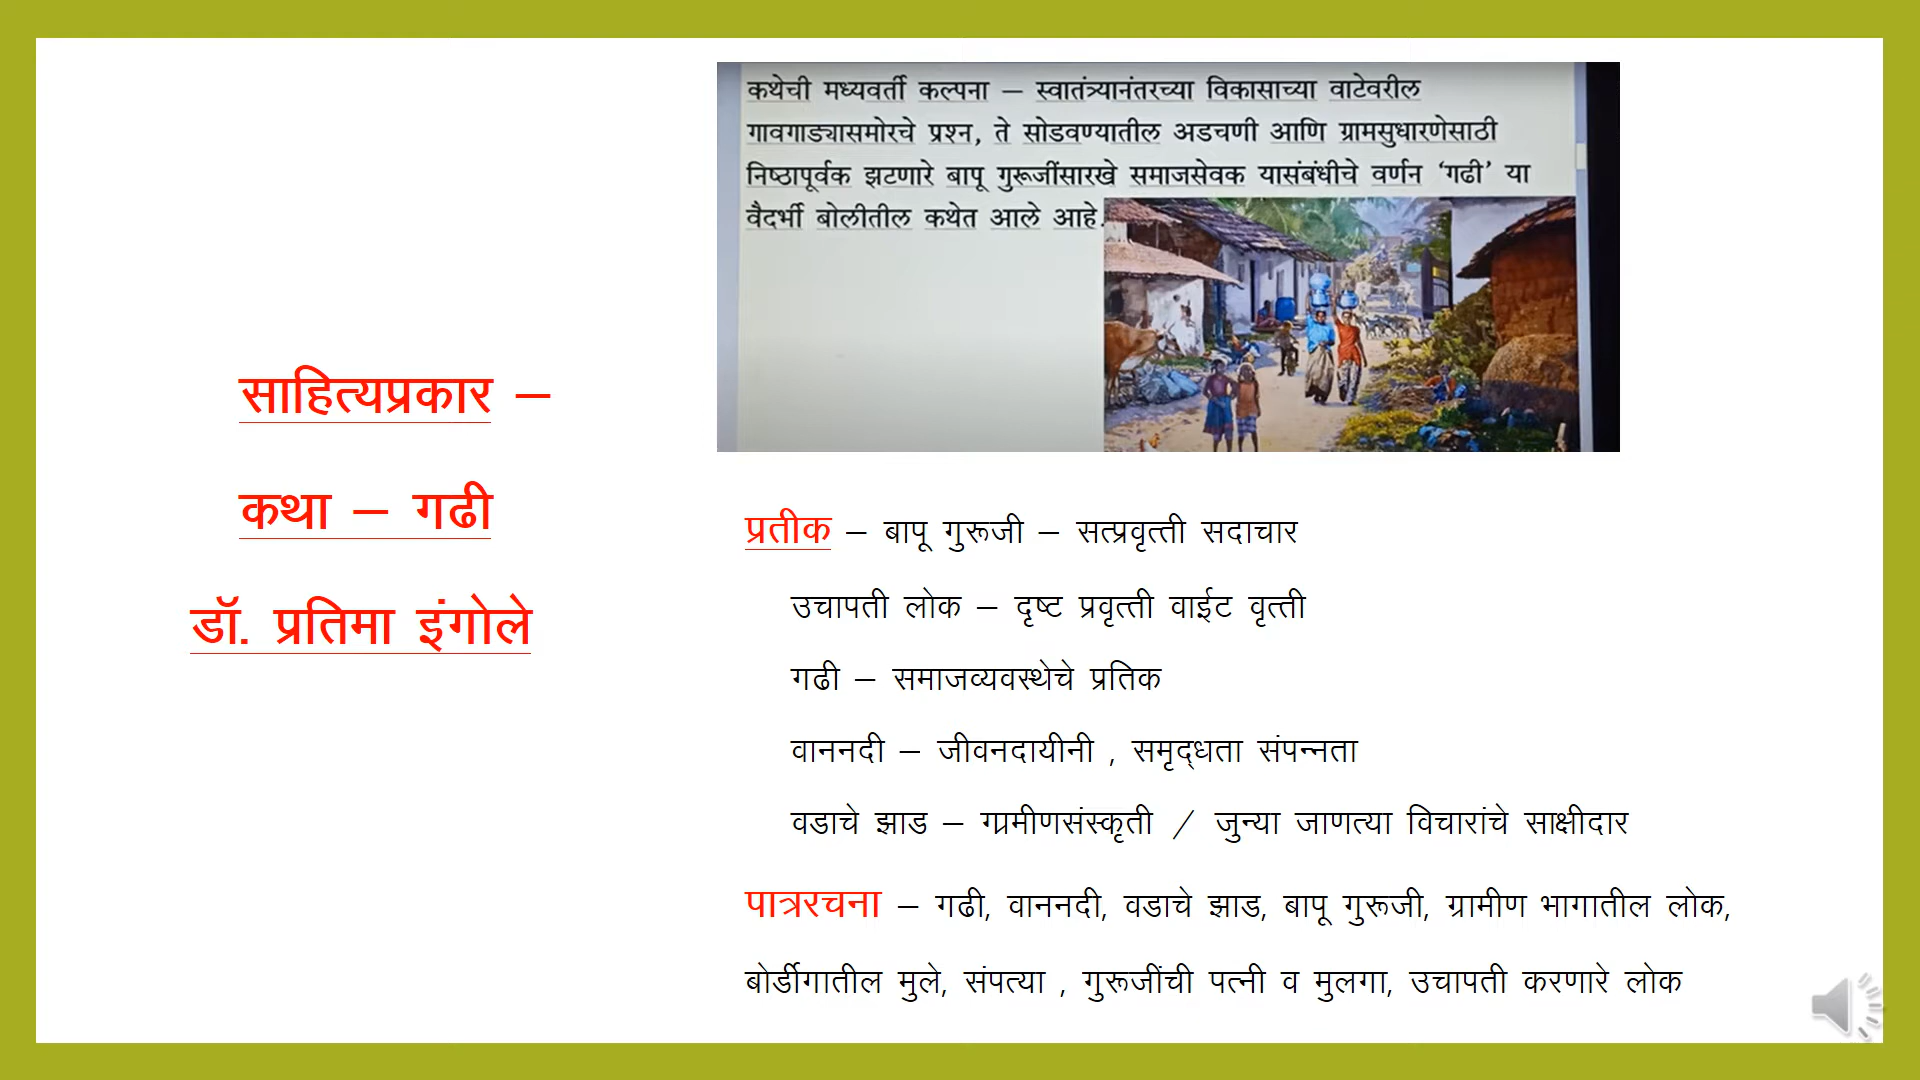 साहित्यप्रकार –
कथा – गढी
डॉ. प्रतिमा इंगोले
कथेची मध्यवर्ती कल्पना – स्वातंत्र्यानंतरच्या विकासाच्या वाटेवरील
गावगाड्यासमोरचे प्रश्न, ते सोडवण्यातील अडचणी आणि ग्रामसुधारणेसाठी
निष्ठापूर्वक झटणारे बापू गुरूजींसारखे समाजसेवक यासंबंधीचे वर्णन ‘गढी’ या
वैदर्भी बोलीतील कथेत आले आहे.
प्रतीक – बापू गुरूजी – सत्प्रवृत्ती सदाचार
उचापती लोक – दृष्ट प्रवृत्ती वाईट वृत्ती
गढी – समाजव्यवस्थेचे प्रतिक
वाननदी – जीवनदायीनी , समृद्धता संपन्नता
वडाचे झाड – ग्रामीणसंस्कृती / जुन्या जाणत्या विचारांचे साक्षीदार
पात्ररचना – गढी, वाननदी, वडाचे झाड, बापू गुरूजी, ग्रामीण भागातील लोक,
बोर्डीगातील मुले, संपत्या , गुरूजींची पत्नी व मुलगा, उचापती करणारे लोक